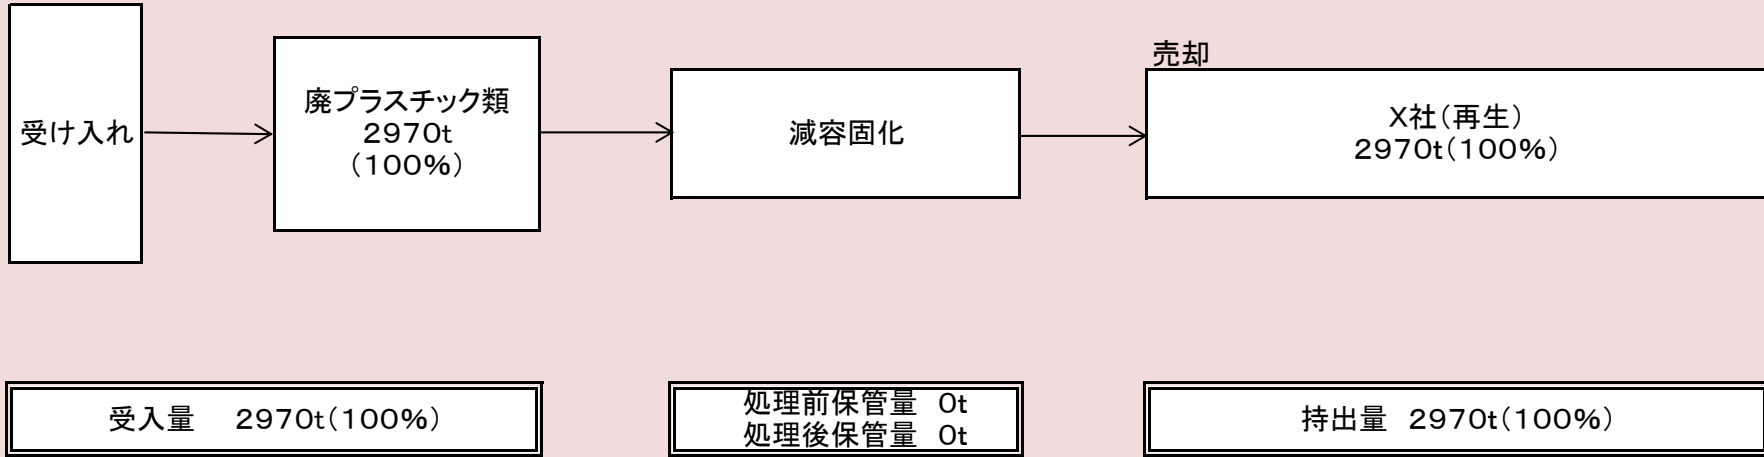 受け入れ
廃プラスチック類
2970t
(100%)
減容固化
売却
X社(再生)
2970t(100%)
受入量 2970t(100%)
処理前保管量 0t
処理後保管量 0t
持出量 2970t(100%)